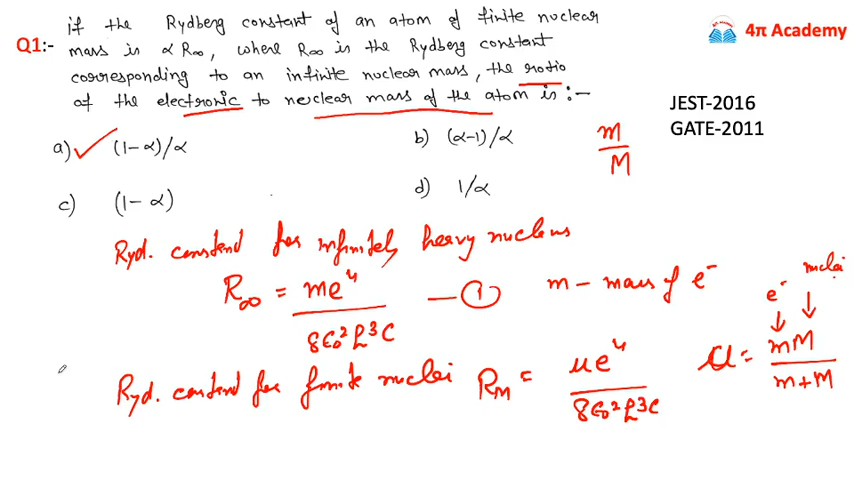 if the Rydberg constant of an atom of finite nuclear
Q1:- mass is α R∞, where R∞ is the Rydberg constant
corresponding to an infinite nuclear mass, the ratio
of the electronic to nuclear mass of the atom is:-
4π Academy
JEST-2016
GATE-2011
a) (1-α)/α
b) (α-1)/α
m/M
c) (1-α)
d) 1/α
Ryd. constend for infinitely heavy nucleus
R∞ = me⁴/8ε₀²h³c —① m - mass of e⁻
e⁻ nuclei
Ryd. constend for finite nuclei R_M = μe⁴/8ε₀²h³c
μ = mM/m+M